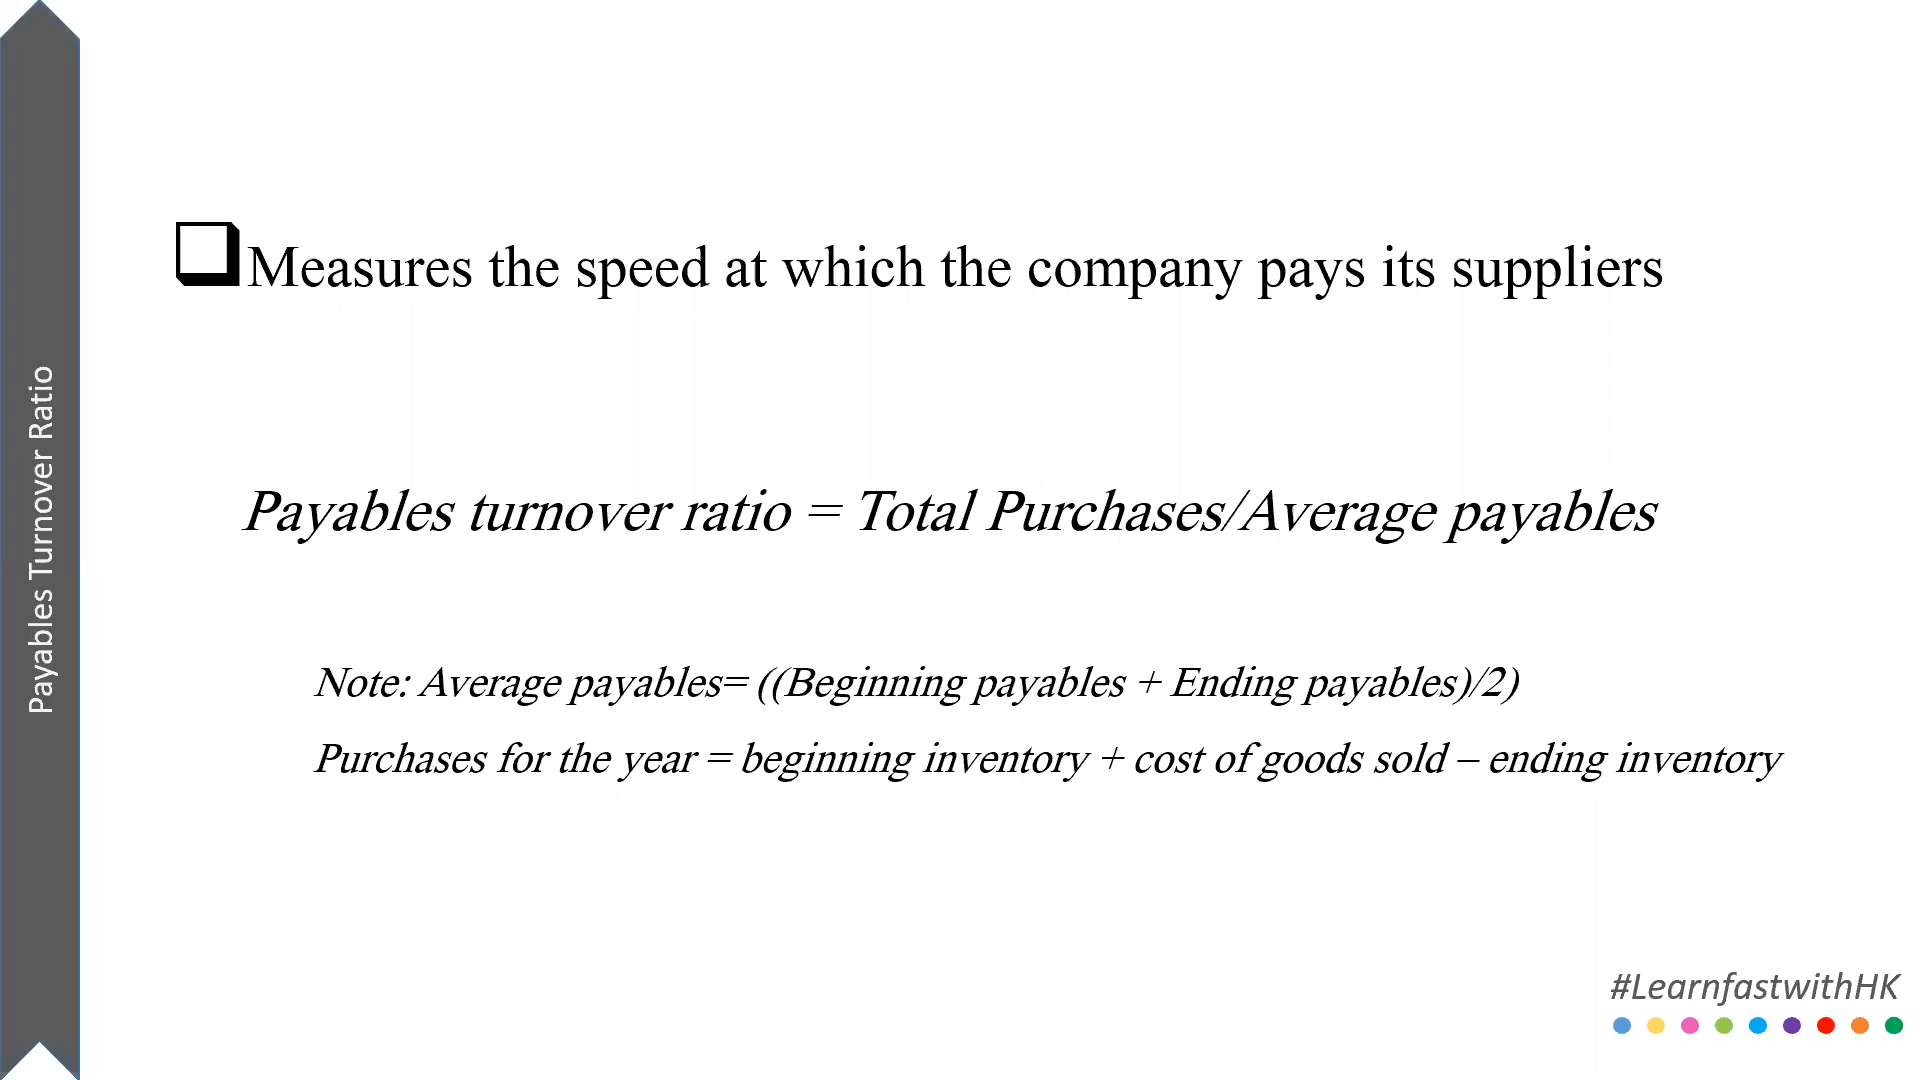 Payables Turnover Ratio
Measures the speed at which the company pays its suppliers
Payables turnover ratio = Total Purchases/Average payables
Note: Average payables= ((Beginning payables + Ending payables)/2)
Purchases for the year = beginning inventory + cost of goods sold – ending inventory
#LearnfastwithHK